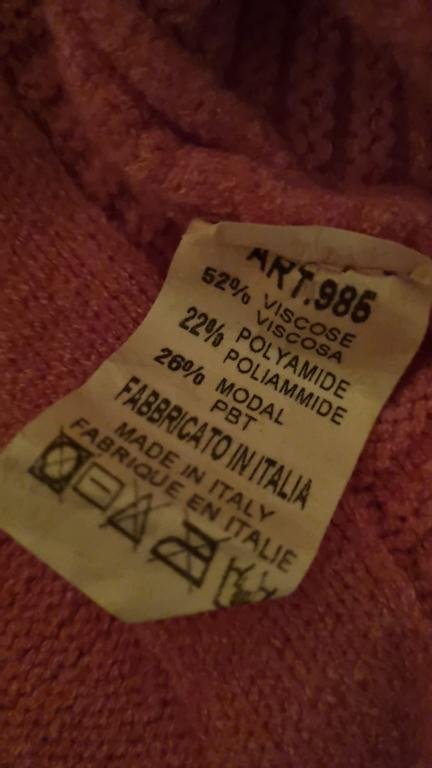 ART.986
52% VISCOSE
VISCOSA
22% POLYAMIDE
POLIAMMIDE
26% MODAL
PBT
FABBRICATO IN ITALIA
MADE IN ITALY
FABRIQUE EN ITALIE